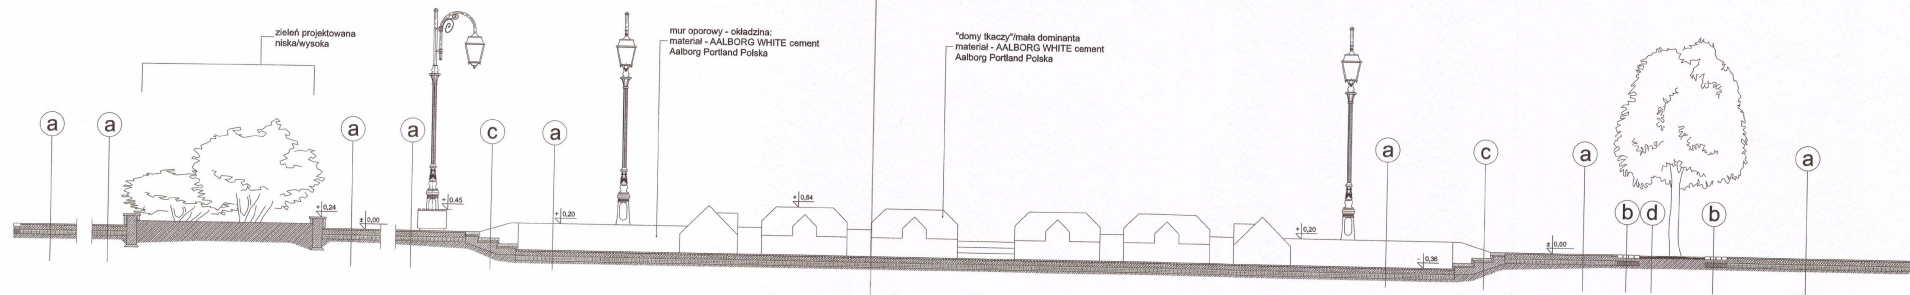 zieleń projektowana
niska/wysoka
mur oporowy - okładzina:
materiał - AALBORG WHITE cement
Aalborg Portland Polska
"domy tkaczy"/mała dominanta
materiał - AALBORG WHITE cement
Aalborg Portland Polska
a
a
a
a
c
a
a
c
a
a
b
d
b
+ 0,24
± 0,00
+ 0,45
+ 0,20
+ 0,64
+ 0,20
- 0,36
± 0,00